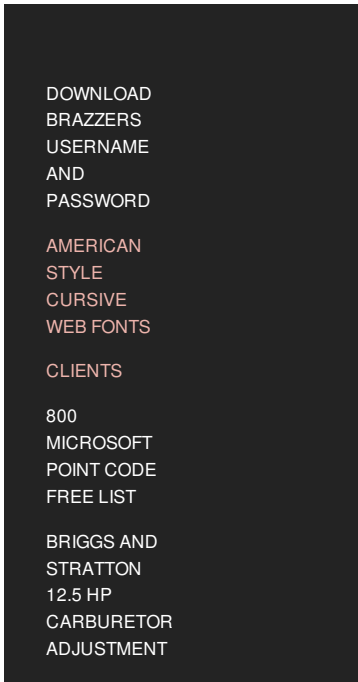 DOWNLOAD
BRAZZERS
USERNAME
AND
PASSWORD
AMERICAN
STYLE
CURSIVE
WEB FONTS
CLIENTS
800
MICROSOFT
POINT CODE
FREE LIST
BRIGGS AND
STRATTON
12.5 HP
CARBURETOR
ADJUSTMENT